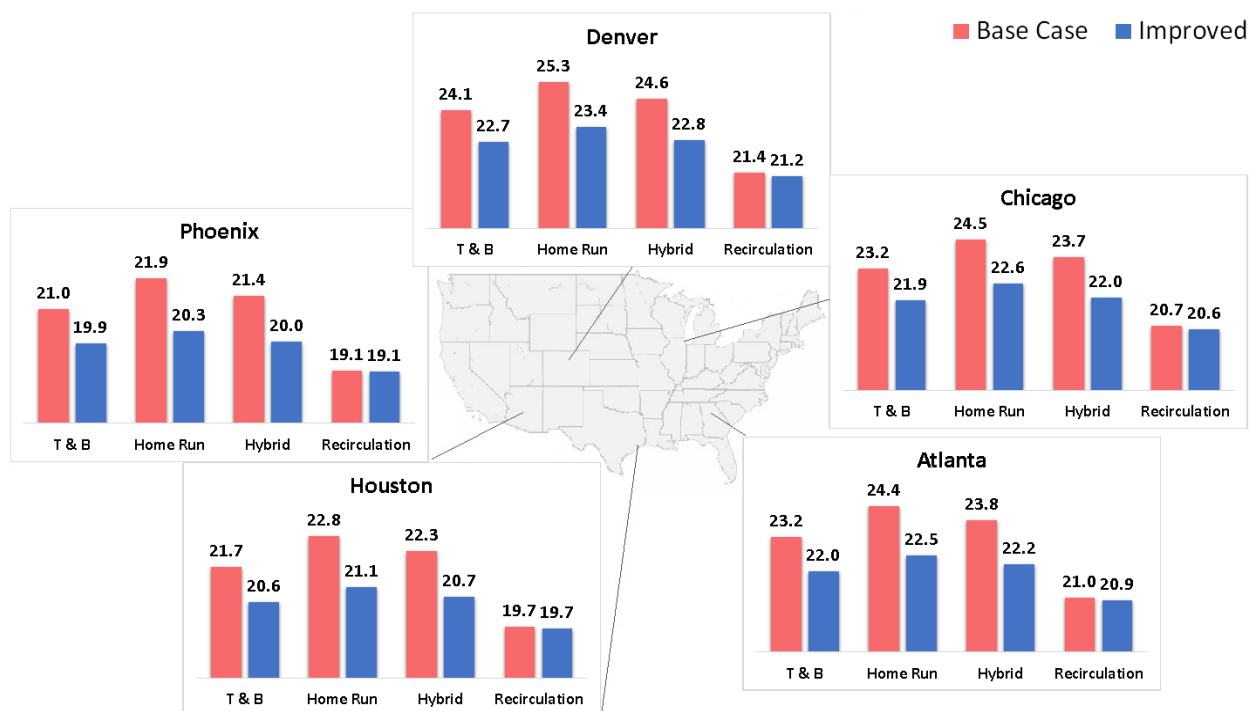 Base Case Improved
Denver
24.1 22.7 25.3 23.4 24.6 22.8 21.4 21.2
T & B Home Run Hybrid Recirculation
Phoenix
21.0 19.9 21.9 20.3 21.4 20.0 19.1 19.1
T & B Home Run Hybrid Recirculation
Chicago
23.2 21.9 24.5 22.6 23.7 22.0 20.7 20.6
T & B Home Run Hybrid Recirculation
Houston
21.7 20.6 22.8 21.1 22.3 20.7 19.7 19.7
T & B Home Run Hybrid Recirculation
Atlanta
23.2 22.0 24.4 22.5 23.8 22.2 21.0 20.9
T & B Home Run Hybrid Recirculation